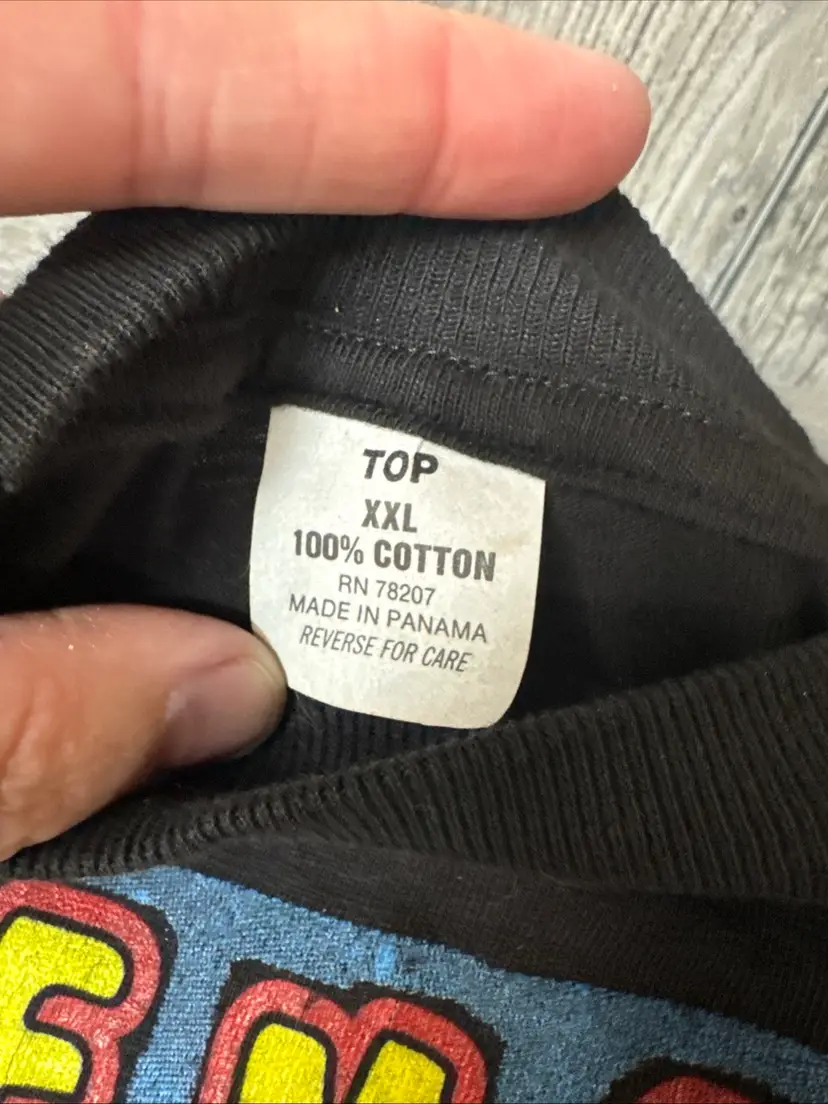 TOP
XXL
100% COTTON
RN 78207
MADE IN PANAMA
REVERSE FOR CARE